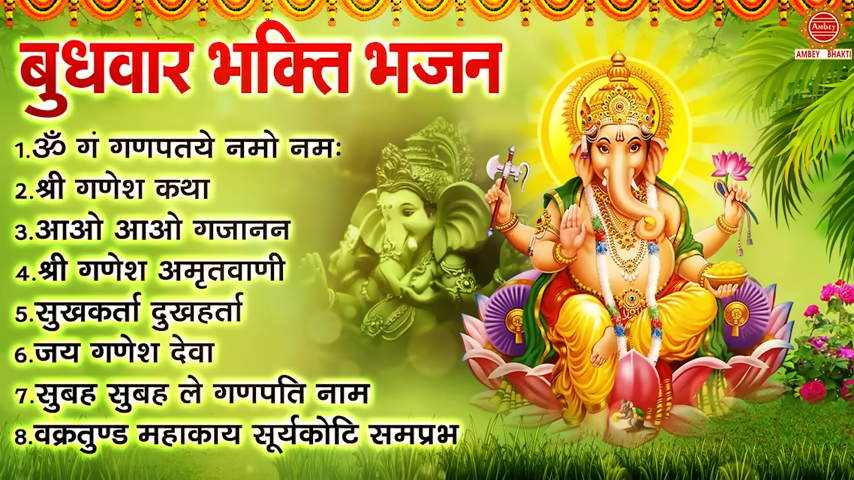 बुधवार भक्ति भजन
Ambey
AMBEY BHAKTI
1.ॐ गं गणपतये नमो नमः
2.श्री गणेश कथा
3.आओ आओ गजानन
4.श्री गणेश अमृतवाणी
5.सुखकर्ता दुखहर्ता
6.जय गणेश देवा
7.सुबह सुबह ले गणपति नाम
8.वक्रतुण्ड महाकाय सूर्यकोटि समप्रभ